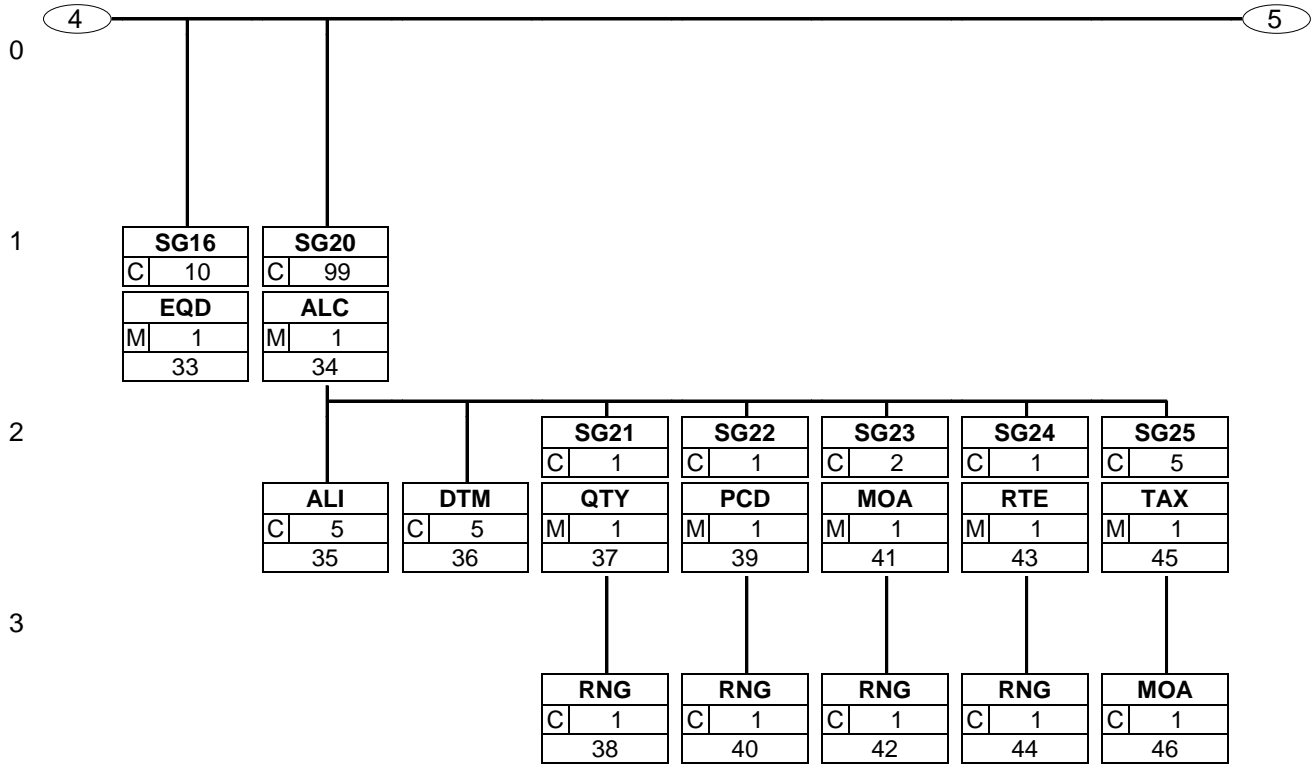 4 5
0
1
SG16 SG20
C 10 C 99
EQD ALC
M 1 M 1
33 34
2
SG21 SG22 SG23 SG24 SG25
C 1 C 1 C 2 C 1 C 5
ALI DTM QTY PCD MOA RTE TAX
C 5 C 5 M 1 M 1 M 1 M 1 M 1
35 36 37 39 41 43 45
3
RNG RNG RNG RNG MOA
C 1 C 1 C 1 C 1 C 1
38 40 42 44 46